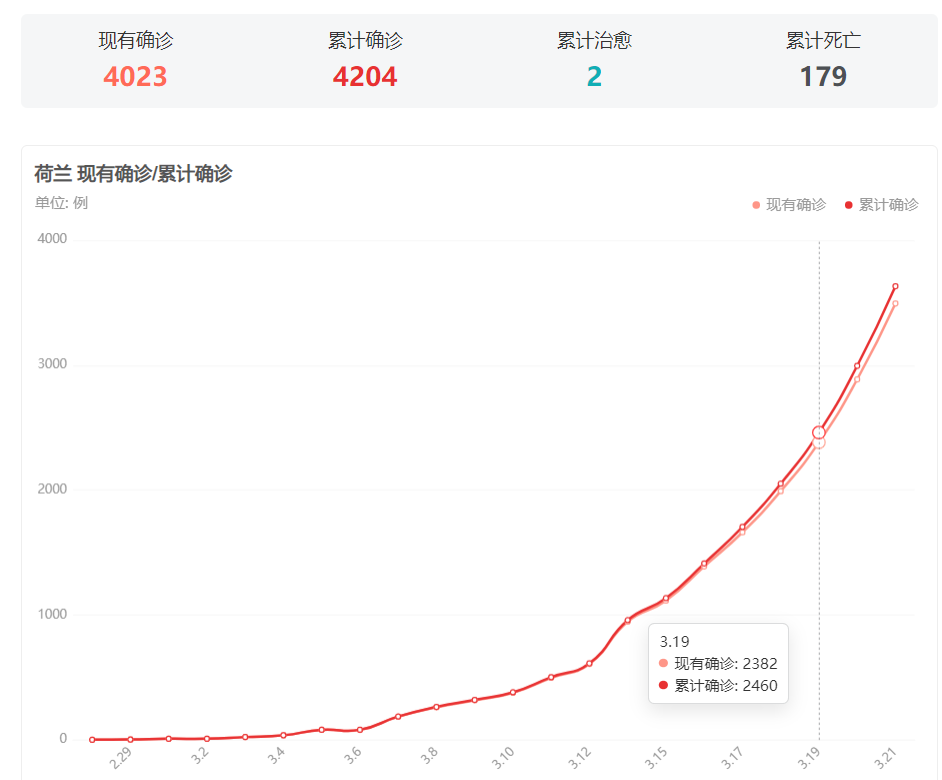 现有确诊 累计确诊 累计治愈 累计死亡
4023 4204 2 179
荷兰 现有确诊/累计确诊
单位: 例
现有确诊 累计确诊
4000
3000
2000
1000
3.19
现有确诊: 2382
累计确诊: 2460
0
2.29 3.2 3.4 3.6 3.8 3.10 3.12 3.15 3.17 3.19 3.21